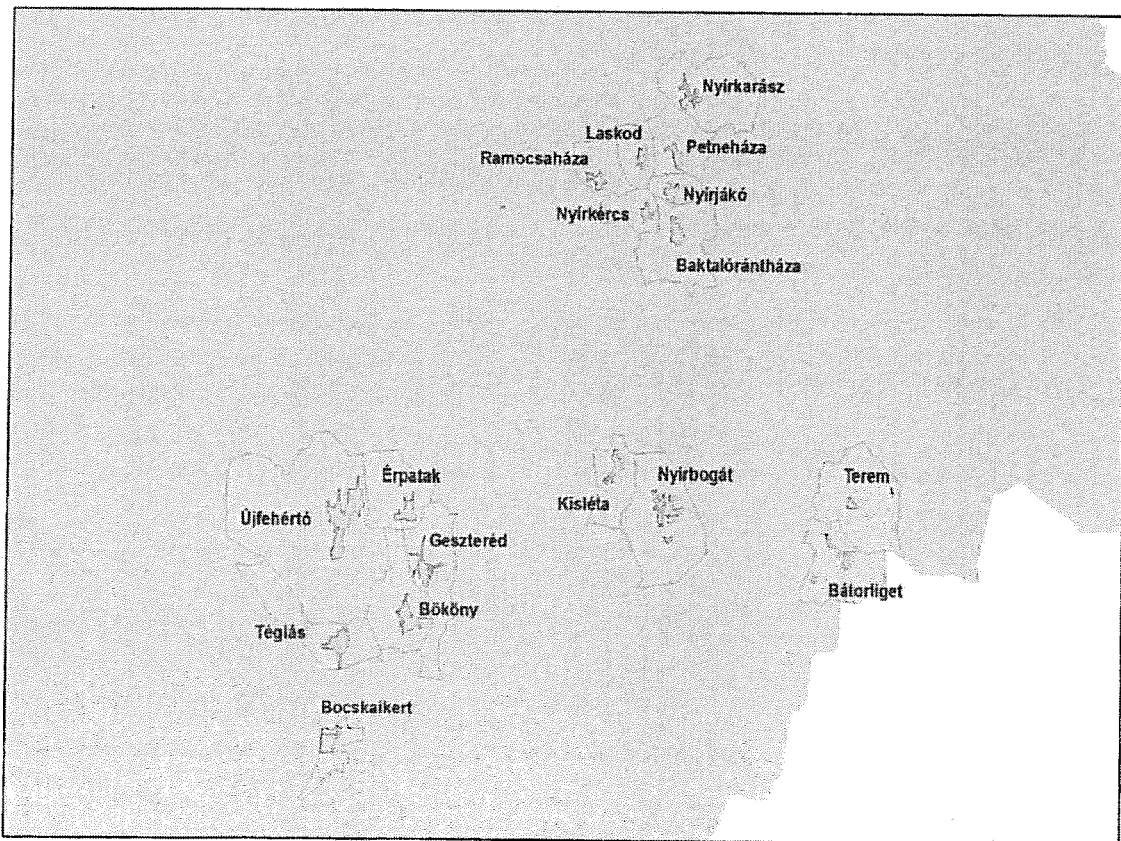 Nyírkarász
Laskod
Petneháza
Ramocsaháza
Nyírjákó
Nyírkércs
Baktalórántháza
Érpatak
Nyírbogát
Terem
Kisléta
Újfehértó
Geszteréd
Bátorliget
Bököny
Téglás
Bocskaikert